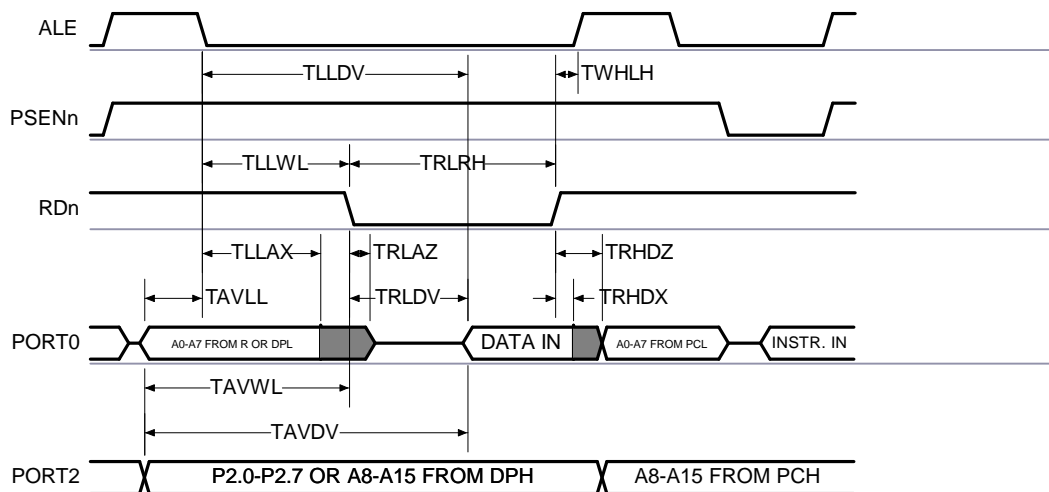 ALE
TLLDV
TWHLH
PSENn
TLLWL
TRLRH
RDn
TLLAX
TRLAZ
TRHDZ
TAVLL
TRLDV
TRHDX
PORT0
A0-A7 FROM R OR DPL
DATA IN
A0-A7 FROM PCL
INSTR. IN
TAVWL
TAVDV
PORT2
P2.0-P2.7 OR A8-A15 FROM DPH
A8-A15 FROM PCH